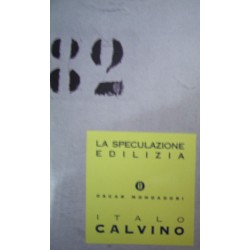 82
LA SPECULAZIONE
EDILIZIA
OSCAR MONDADORI
ITALO
CALVINO